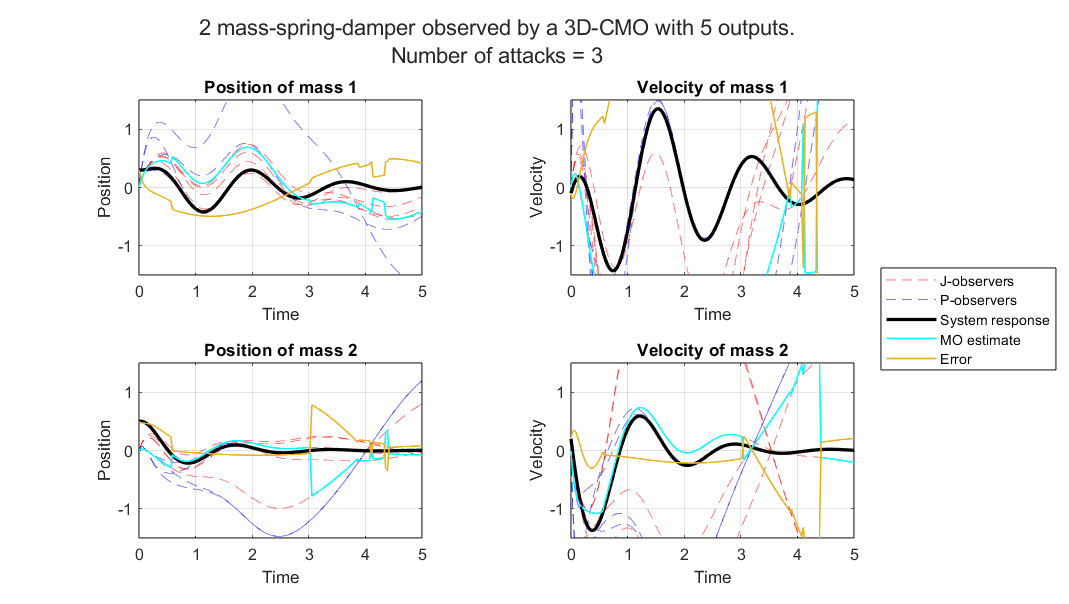 2 mass-spring-damper observed by a 3D-CMO with 5 outputs.
Number of attacks = 3
Position of mass 1
1
0
-1
Position
0 1 2 3 4 5
Time
Velocity of mass 1
1
0
-1
Velocity
0 1 2 3 4 5
Time
J-observers
P-observers
System response
MO estimate
Error
Position of mass 2
1
0
-1
Position
0 1 2 3 4 5
Time
Velocity of mass 2
1
0
-1
Velocity
0 1 2 3 4 5
Time